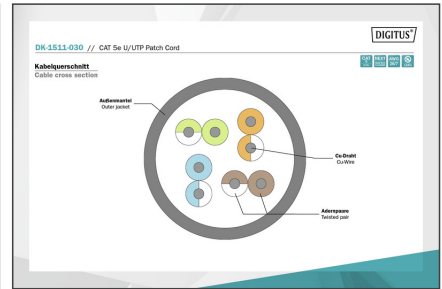 DIGITUS®
DK-1511-030 // CAT 5e U/UTP Patch Cord
Kabelquerschnitt
Cable cross section
Außenmantel
Outer jacket
Cu-Draht
Cu-Wire
Adernpaare
Twisted pair